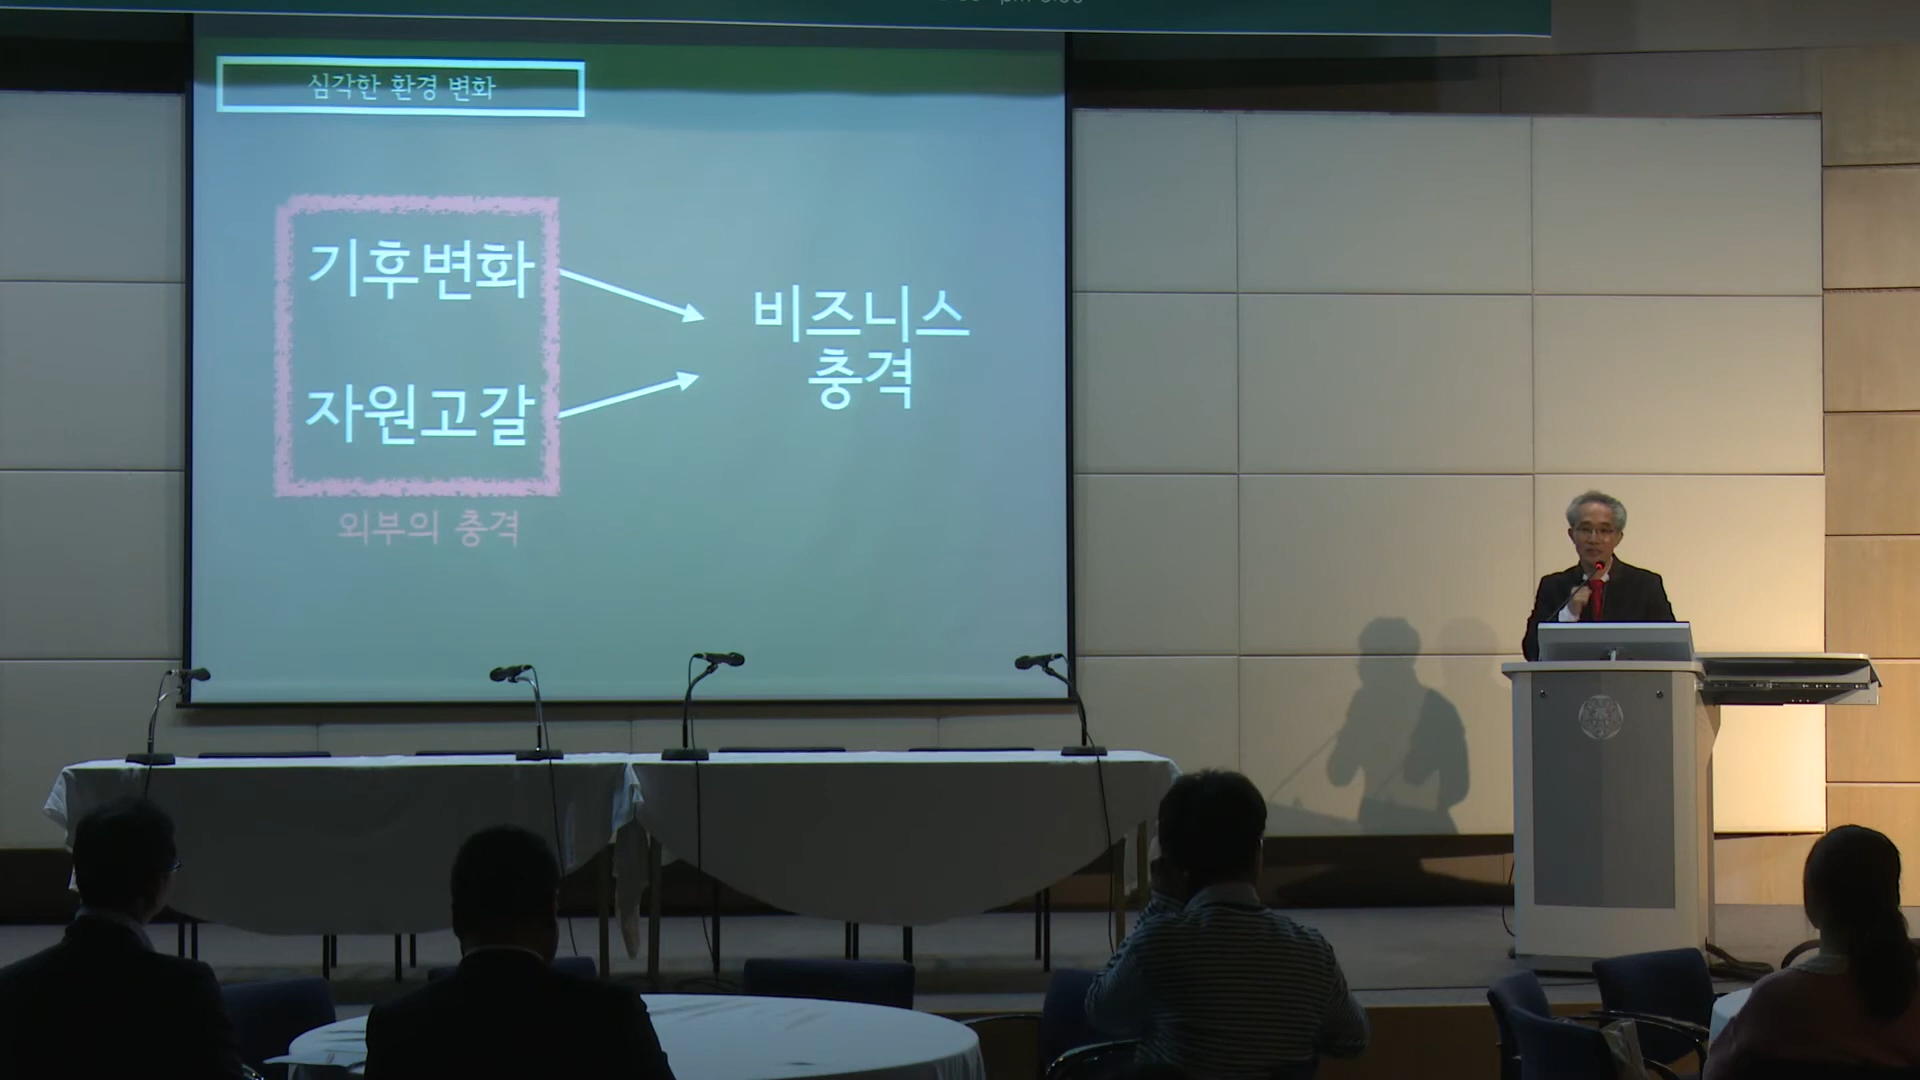 심각한 환경 변화
기후변화
자원고갈
외부의 충격
비즈니스
충격